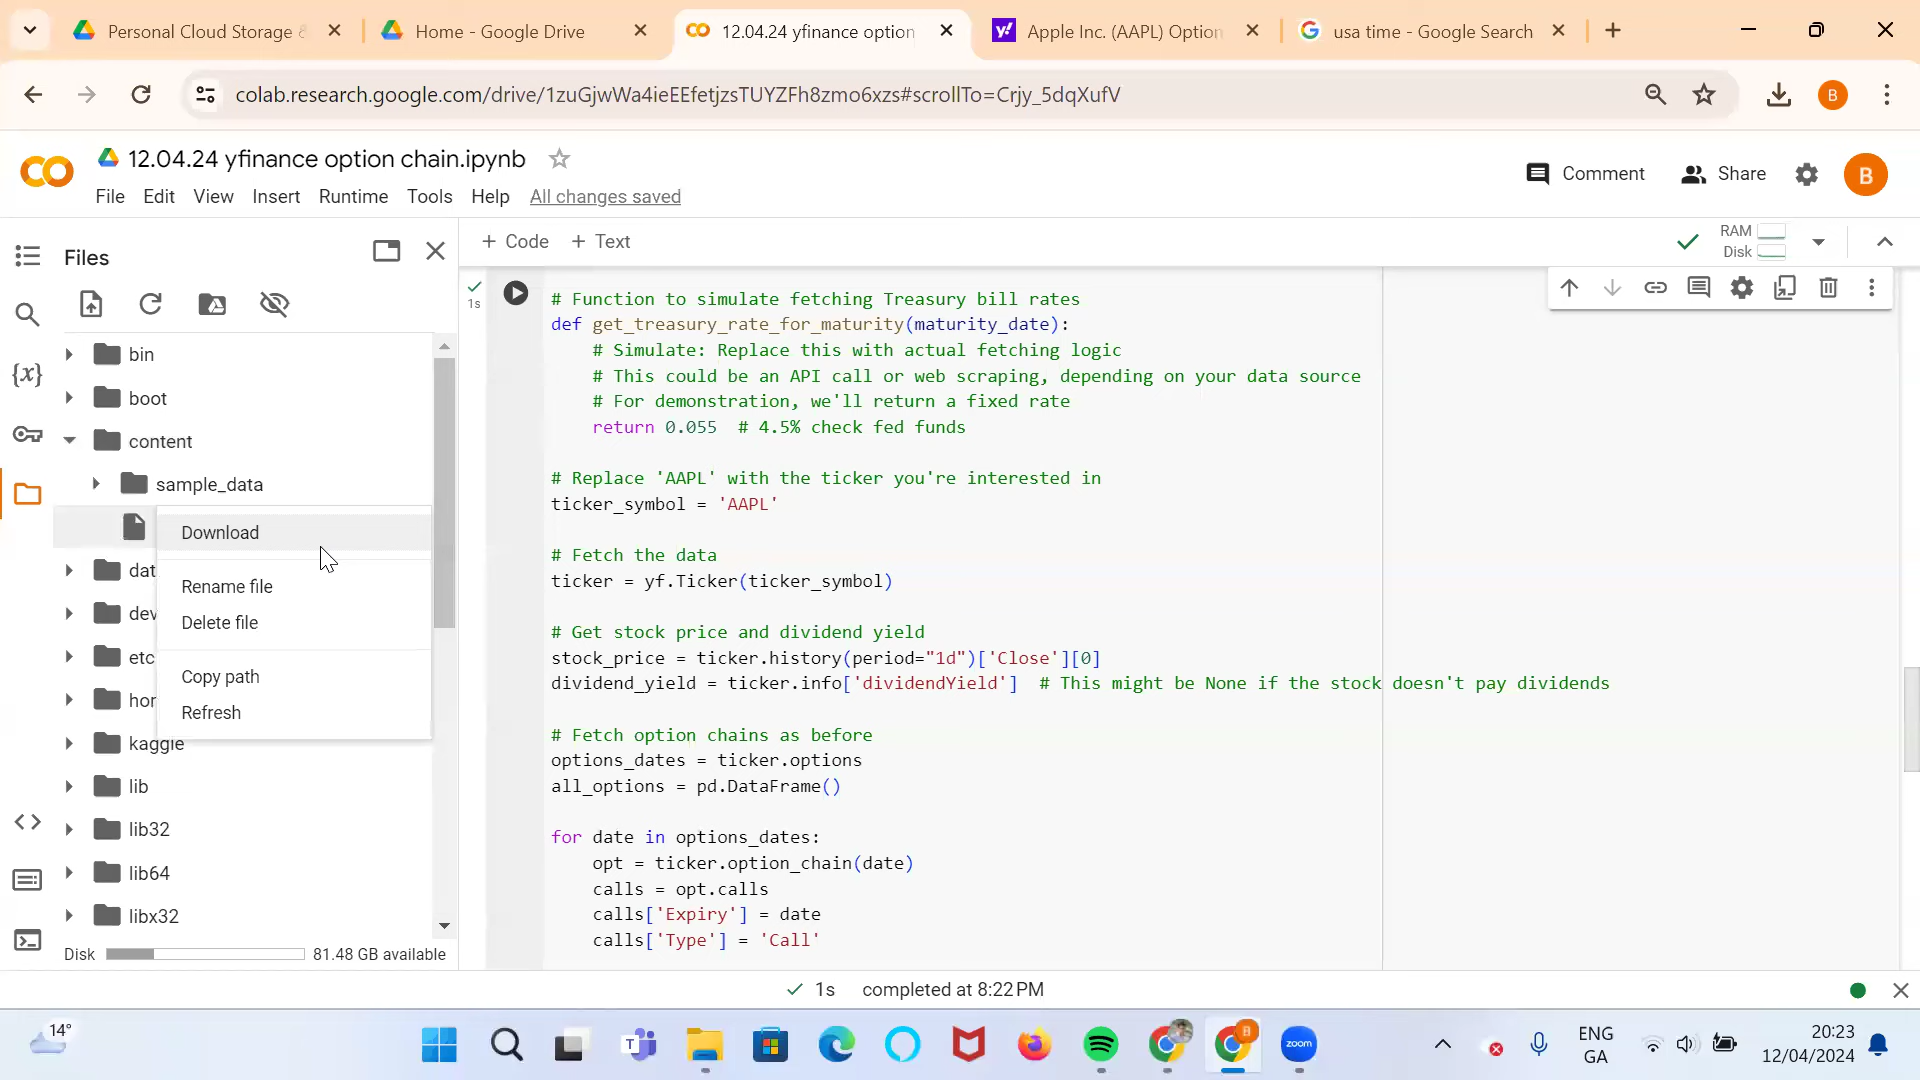 Personal Cloud Storage &
Home - Google Drive
12.04.24 yfinance option
Apple Inc. (AAPL) Option
usa time - Google Search
colab.research.google.com/drive/1zuGjwWa4ieEEfetjzsTUYZFh8zmo6xzs#scrollTo=Crjy_5dqXufV
B
12.04.24 yfinance option chain.ipynb
File Edit View Insert Runtime Tools Help All changes saved
Comment
Share
B
Files
+ Code + Text
RAM
Disk
bin
boot
content
sample_data
Download
Rename file
Delete file
Copy path
Refresh
dat
dev
etc
hor
kaggle
lib
lib32
lib64
libx32
Disk 81.48 GB available
{x}
1s
# Function to simulate fetching Treasury bill rates
def get_treasury_rate_for_maturity(maturity_date):
# Simulate: Replace this with actual fetching logic
# This could be an API call or web scraping, depending on your data source
# For demonstration, we'll return a fixed rate
return 0.055 # 4.5% check fed funds
# Replace 'AAPL' with the ticker you're interested in
ticker_symbol = 'AAPL'
# Fetch the data
ticker = yf.Ticker(ticker_symbol)
# Get stock price and dividend yield
stock_price = ticker.history(period="1d")['Close'][0]
dividend_yield = ticker.info['dividendYield'] # This might be None if the stock doesn't pay dividends
# Fetch option chains as before
options_dates = ticker.options
all_options = pd.DataFrame()
for date in options_dates:
opt = ticker.option_chain(date)
calls = opt.calls
calls['Expiry'] = date
calls['Type'] = 'Call'
1s completed at 8:22 PM
14°
zoom
ENG
GA
20:23
12/04/2024